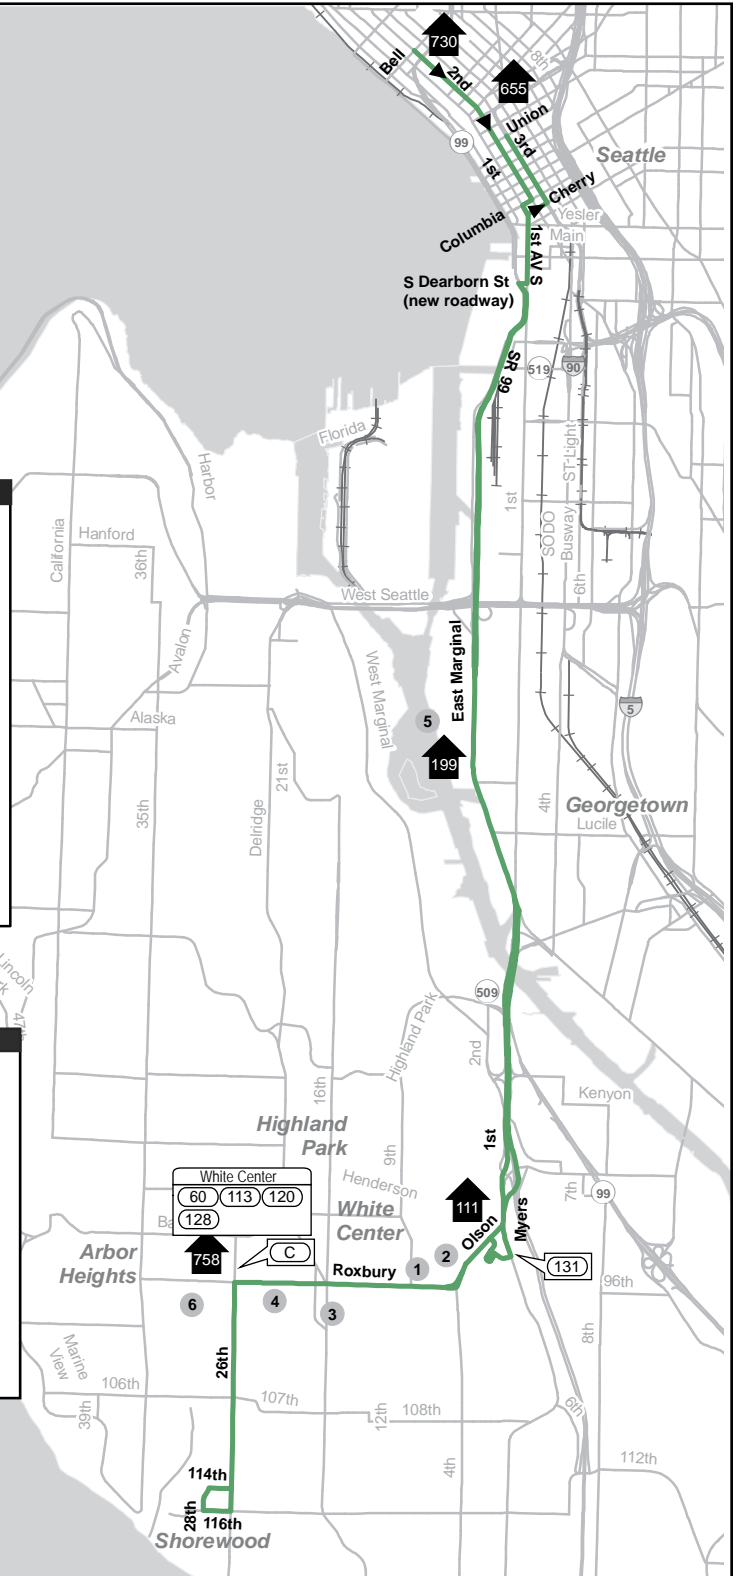 730
Bell
2nd
8th
655
Union
3rd
99
1st
Seattle
Cherry
Columbia
Yesler
Main
1st AV S
S Dearborn St
(new roadway)
SR 99
519
90
Florida
Harbor
ST-Light
1st
California
Hanford
36th
SODO
Busway
6th
West Seattle
Avalon
West Marginal
East Marginal
5
5
Alaska
199
21st
35th
Delridge
4th
Georgetown
Lucile
Lincoln
47th
509
Highland Park
2nd
16th
Kenyon
Highland
Park
1st
9th
White Center
60 113 120
128
Henderson
111
7th
99
White
Center
Olson
Myers
Arbor
Heights
758
C
1
2
131
Roxbury
96th
6
4
3
8th
Marine
View
26th
106th
107th
39th
12th
108th
6th
4th
112th
114th
28th
116th
Shorewood